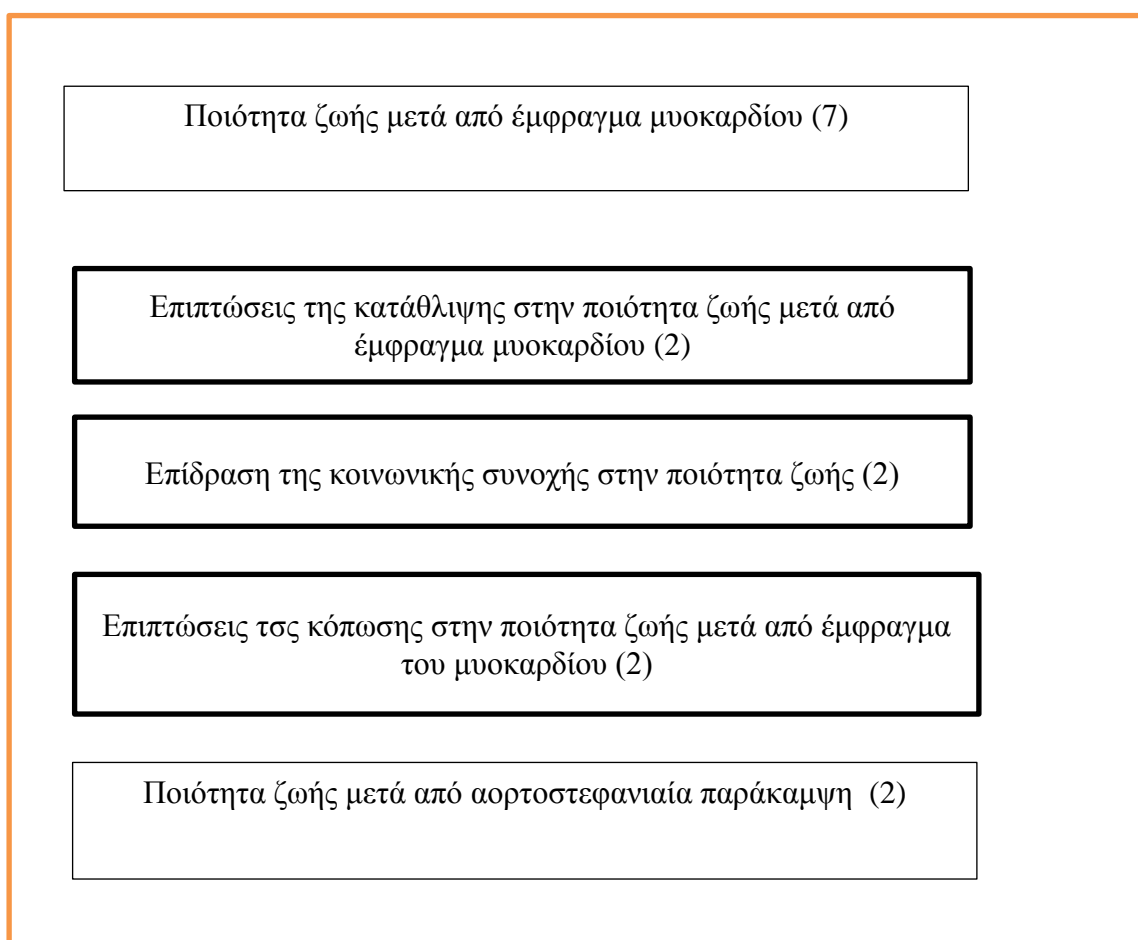 Ποιότητα ζωής μετά από έμφραγμα μυοκαρδίου (7)
Επιπτώσεις της κατάθλιψης στην ποιότητα ζωής μετά από
έμφραγμα μυοκαρδίου (2)
Επίδραση της κοινωνικής συνοχής στην ποιότητα ζωής (2)
Επιπτώσεις τσς κόπωσης στην ποιότητα ζωής μετά από έμφραγμα
του μυοκαρδίου (2)
Ποιότητα ζωής μετά από αορτοστεφανιαία παράκαμψη (2)